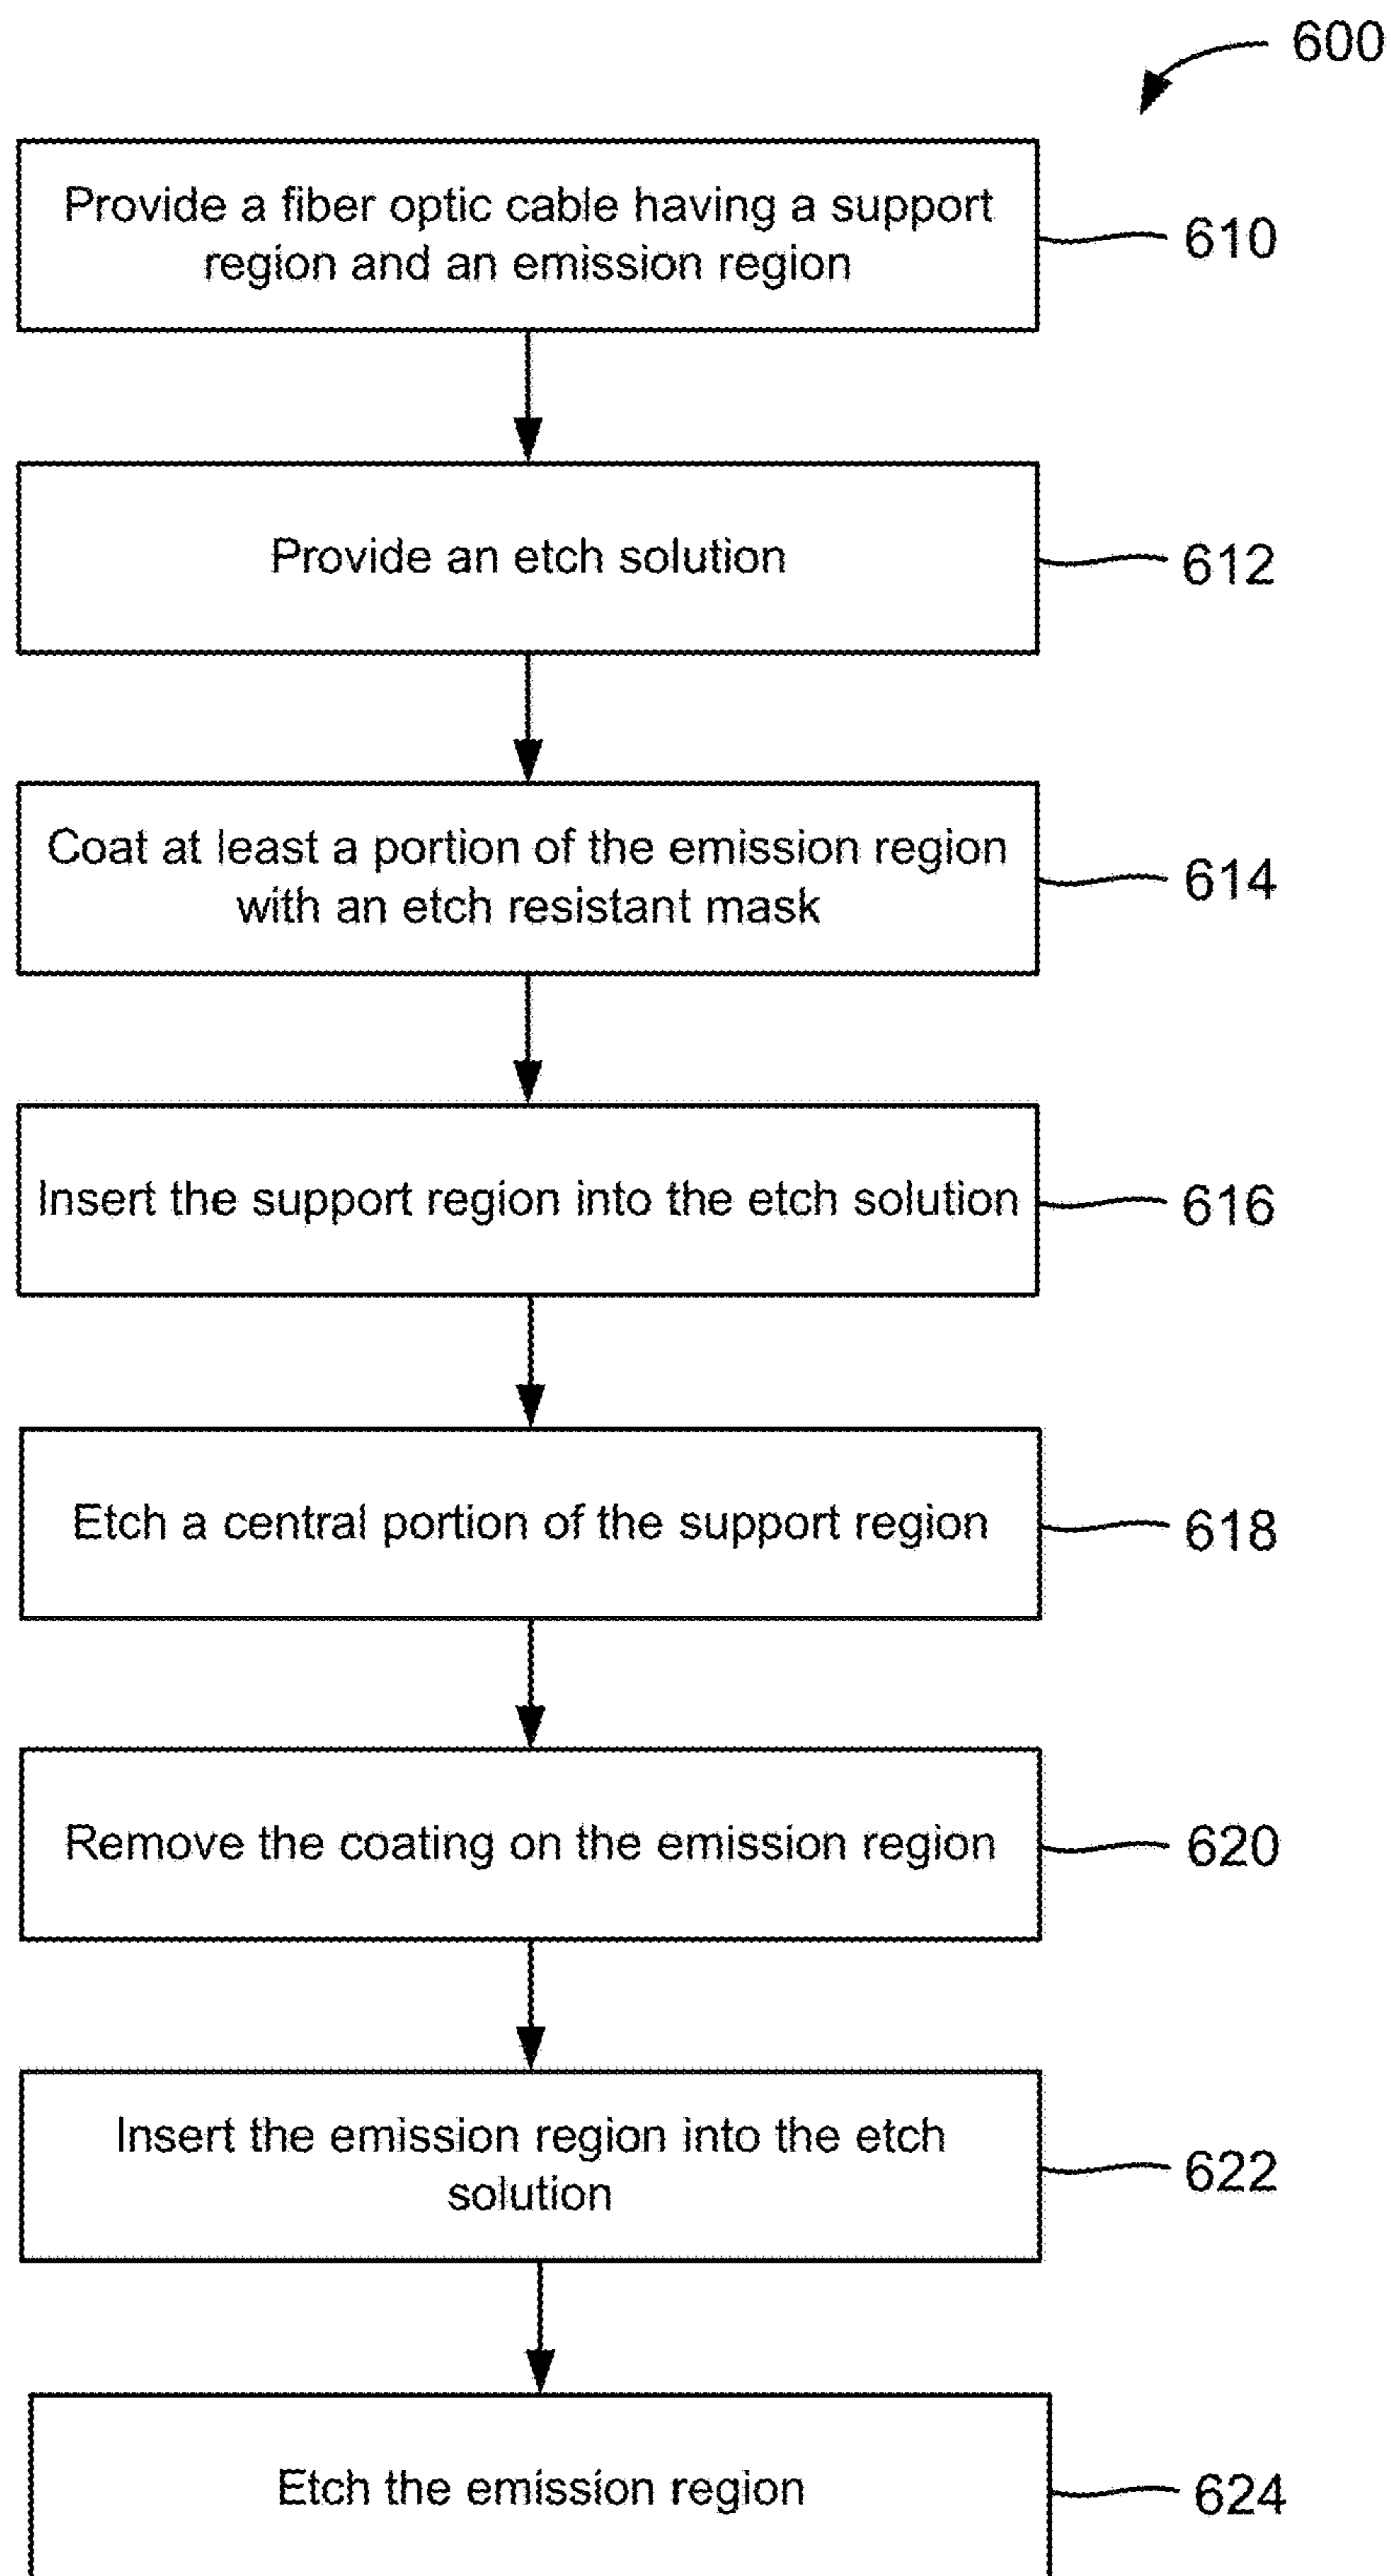 600
Provide a fiber optic cable having a support
region and an emission region
610
Provide an etch solution
612
Coat at least a portion of the emission region
with an etch resistant mask
614
Insert the support region into the etch solution
616
Etch a central portion of the support region
618
Remove the coating on the emission region
620
Insert the emission region into the etch
solution
622
Etch the emission region
624